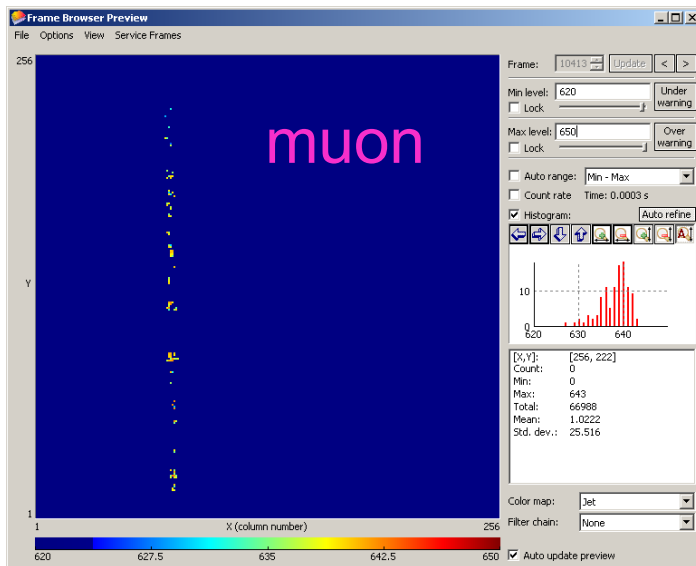 Frame Browser Preview
File Options View Service Frames
256
muon
Y
1
1 X (column number) 256
620 627.5 635 642.5 650
Frame: 10413 Update < >
Min level: 620 Under warning
Lock
Max level: 650 Over warning
Lock
Auto range: Min - Max
Count rate Time: 0.0003 s
Histogram: Auto refine
A
10
0
620 630 640
[X,Y]: [256, 222]
Count: 0
Min: 0
Max: 643
Total: 66988
Mean: 1.0222
Std. dev.: 25.516
Color map: Jet
Filter chain: None
Auto update preview